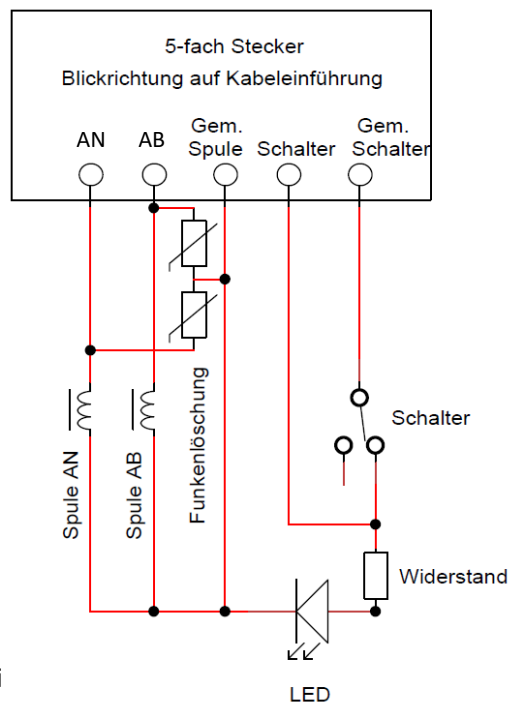 5-fach Stecker
Blickrichtung auf Kabeleinführung
AN
AB
Gem.
Spule
Schalter
Gem.
Schalter
Spule AN
Spule AB
Funkenlöschung
Schalter
Widerstand
LED
i